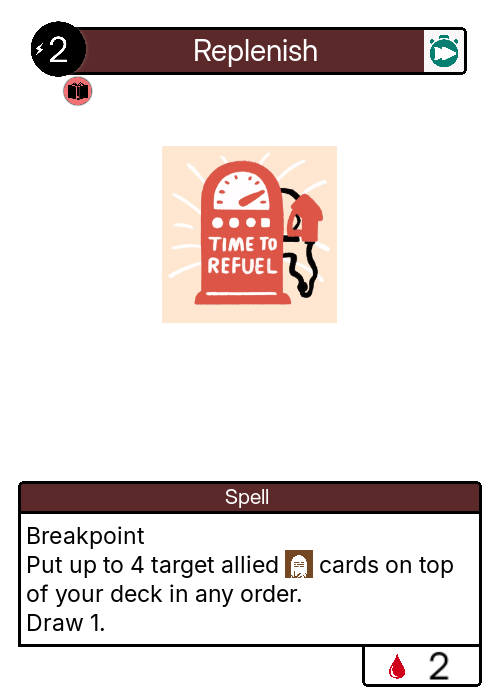 2
Replenish
TIME TO
REFUEL
Spell
Breakpoint
Put up to 4 target allied cards on top
of your deck in any order.
Draw 1.
2